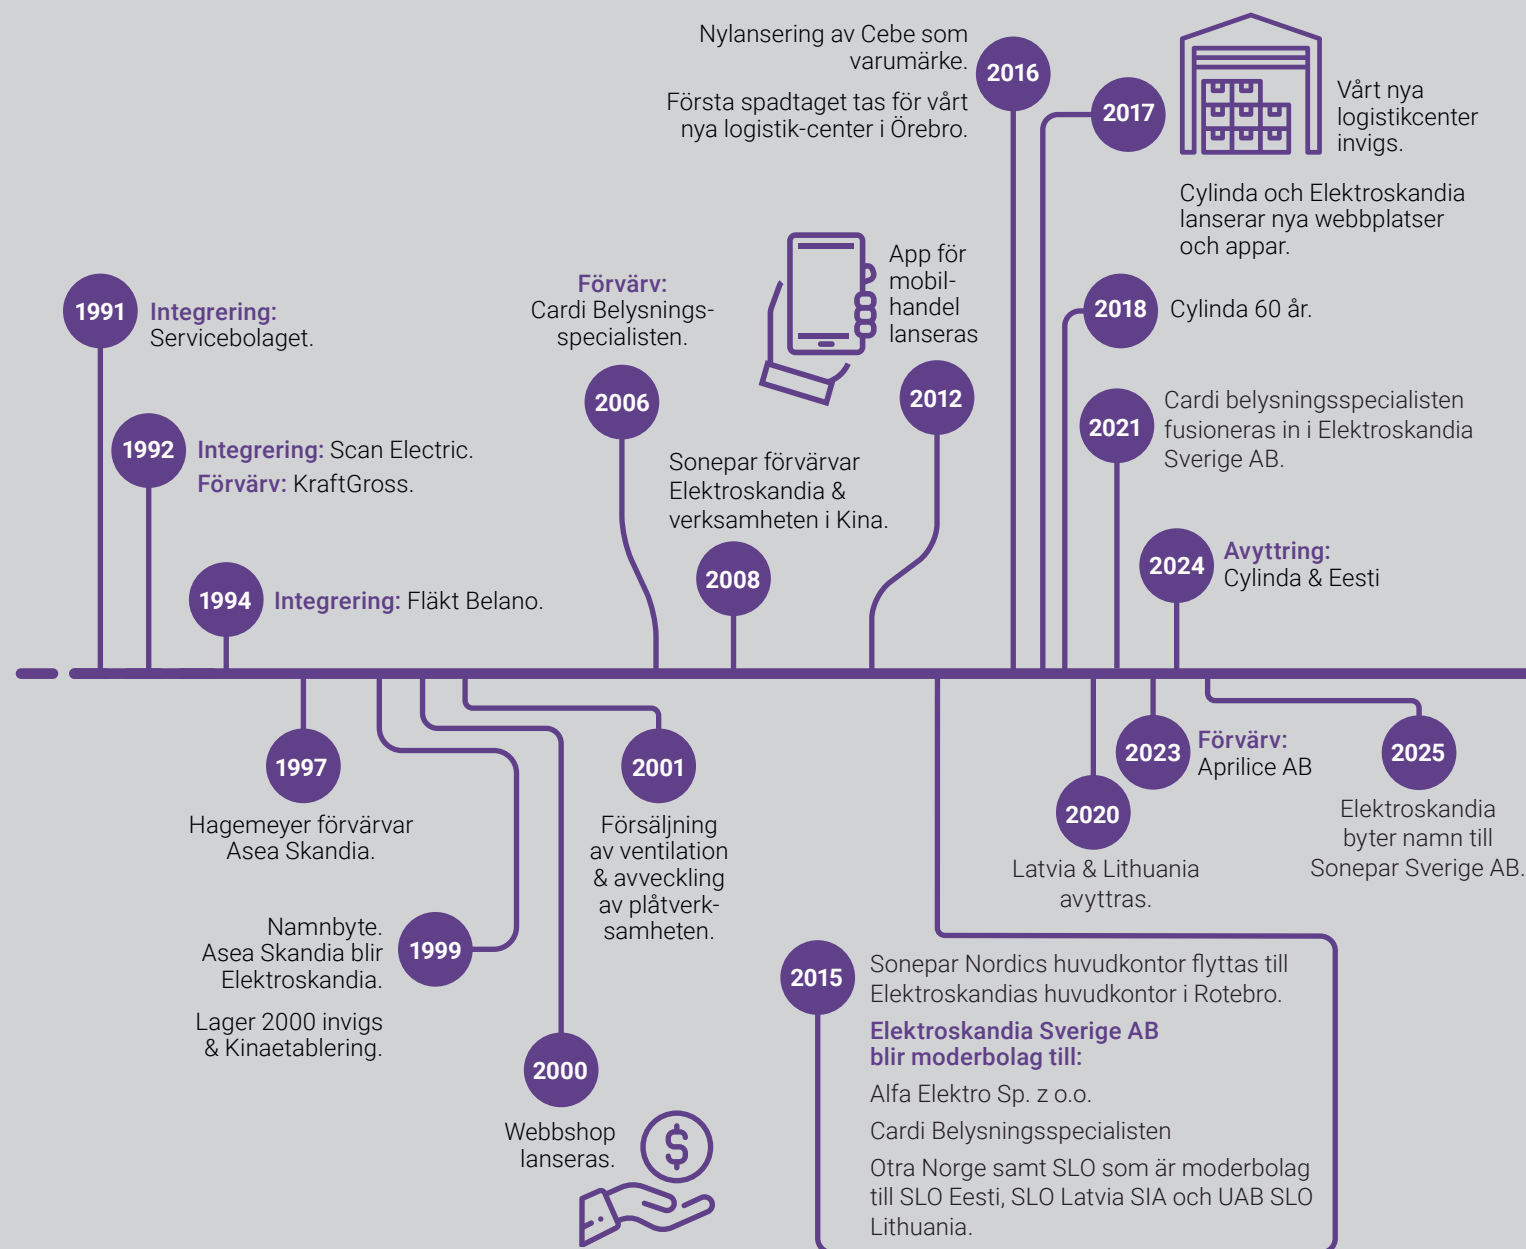 1991
Integrering:
Servicebolaget.
1992
Integrering: Scan Electric.
Förvärv: KraftGross.
1994
Integrering: Fläkt Belano.
1997
Hagemeyer förvärvar
Asea Skandia.
1999
Namnbyte.
Asea Skandia blir
Elektroskandia.
Lager 2000 invigs
& Kinaetablering.
2000
Webbshop
lanseras.
$
2001
Försäljning
av ventilation
& avveckling
av plåtverk-
samheten.
2006
Förvärv:
Cardi Belysnings-
specialisten.
2008
Sonepar förvärvar
Elektroskandia &
verksamheten i Kina.
2012
App för
mobil-
handel
lanseras
2015
Sonepar Nordics huvudkontor flyttas till
Elektroskandias huvudkontor i Rotebro.
Elektroskandia Sverige AB
blir moderbolag till:
Alfa Elektro Sp. z o.o.
Cardi Belysningsspecialisten
Otra Norge samt SLO som är moderbolag
till SLO Eesti, SLO Latvia SIA och UAB SLO
Lithuania.
2016
Nylansering av Cebe som
varumärke.
Första spadtaget tas för vårt
nya logistik-center i Örebro.
2017
Vårt nya
logistikcenter
invigs.
Cylinda och Elektroskandia
lanserar nya webbplatser
och appar.
2018
Cylinda 60 år.
2020
Latvia & Lithuania
avyttras.
2021
Cardi belysningsspecialisten
fusioneras in i Elektroskandia
Sverige AB.
2023
Förvärv:
Aprilice AB
2024
Avyttring:
Cylinda & Eesti
2025
Elektroskandia
byter namn till
Sonepar Sverige AB.